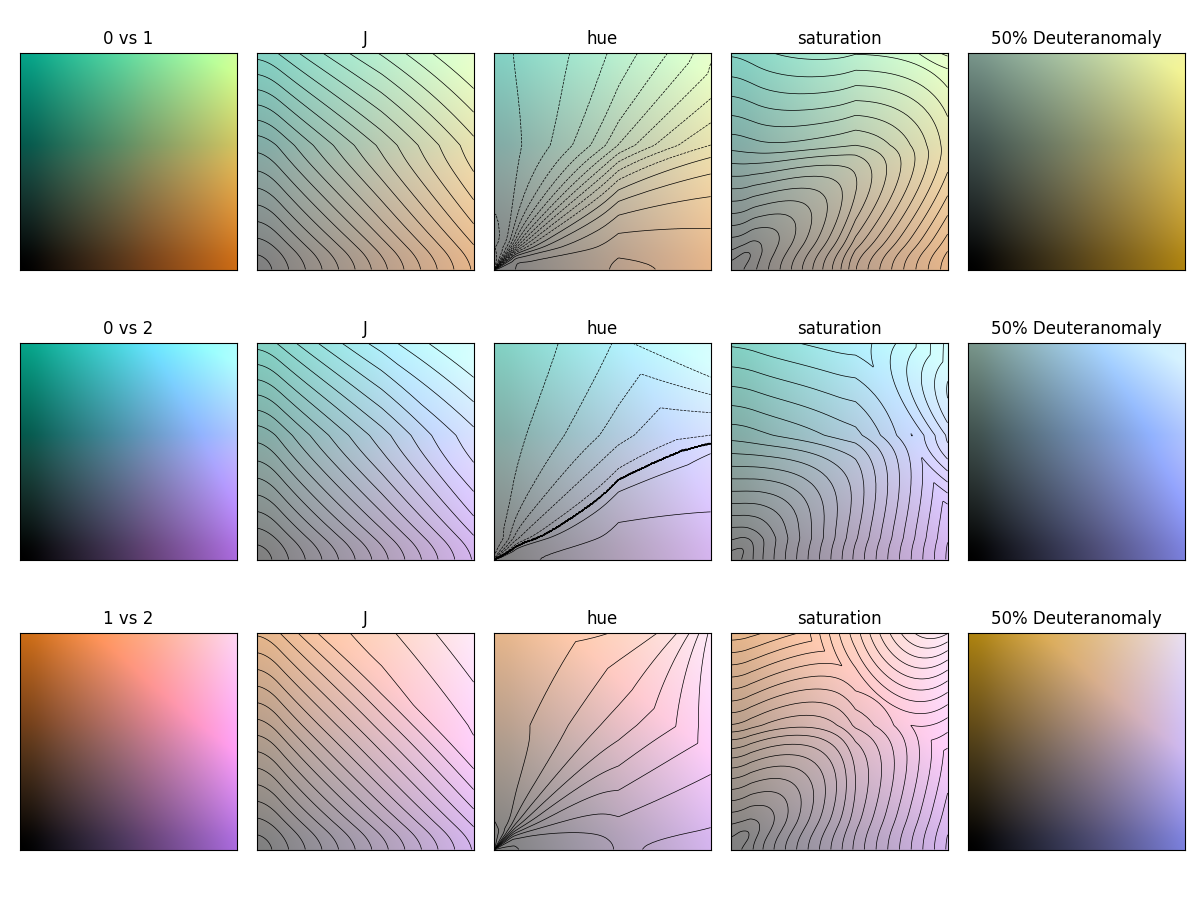 0 vs 1 J hue saturation 50% Deuteranomaly
0 vs 2 J hue saturation 50% Deuteranomaly
1 vs 2 J hue saturation 50% Deuteranomaly